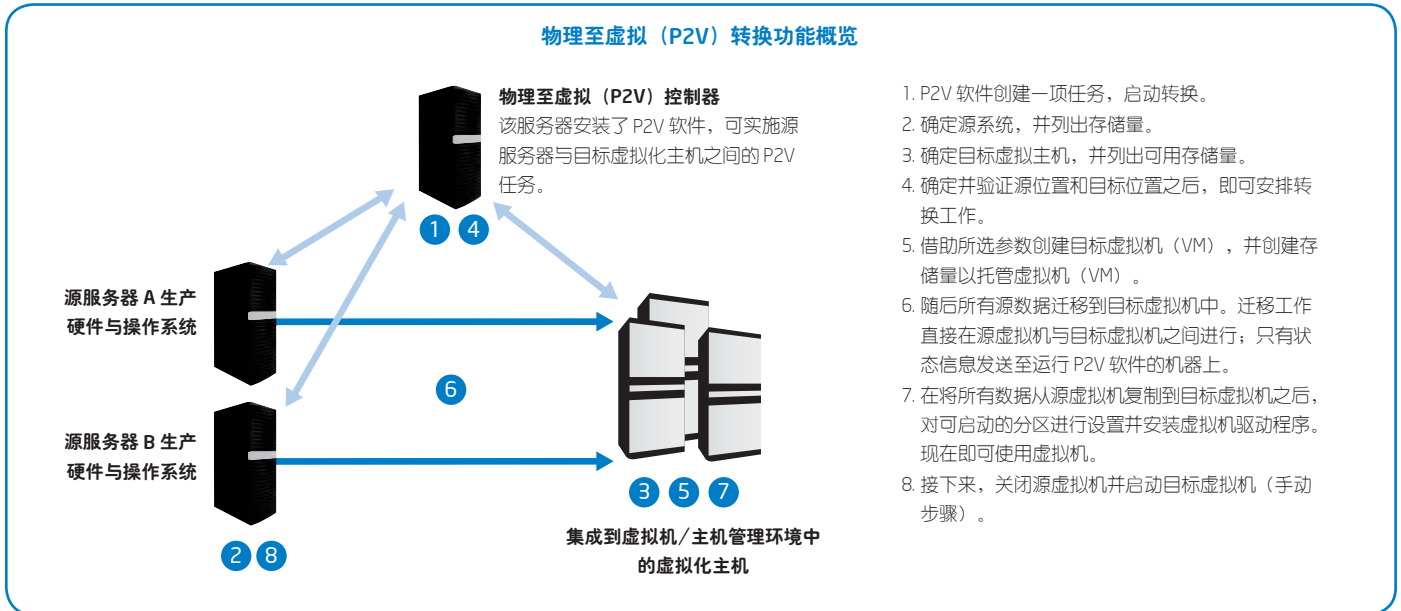 物理至虚拟（P2V）转换功能概览
物理至虚拟（P2V）控制器
该服务器安装了 P2V 软件，可实施源
服务器与目标虚拟化主机之间的 P2V
任务。
1 4
源服务器 A 生产
硬件与操作系统
6
源服务器 B 生产
硬件与操作系统
2 8
3 5 7
集成到虚拟机/主机管理环境中
的虚拟化主机
1. P2V 软件创建一项任务，启动转换。
2. 确定源系统，并列出存储量。
3. 确定目标虚拟主机，并列出可用存储量。
4. 确定并验证源位置和目标位置之后，即可安排转
换工作。
5. 借助所选参数创建目标虚拟机（VM），并创建存
储量以托管虚拟机（VM）。
6. 随后所有源数据迁移到目标虚拟机中。迁移工作
直接在源虚拟机与目标虚拟机之间进行；只有状
态信息发送至运行 P2V 软件的机器上。
7. 在将所有数据从源虚拟机复制到目标虚拟机之后，
对可启动的分区进行设置并安装虚拟机驱动程序。
现在即可使用虚拟机。
8. 接下来，关闭源虚拟机并启动目标虚拟机（手动
步骤）。